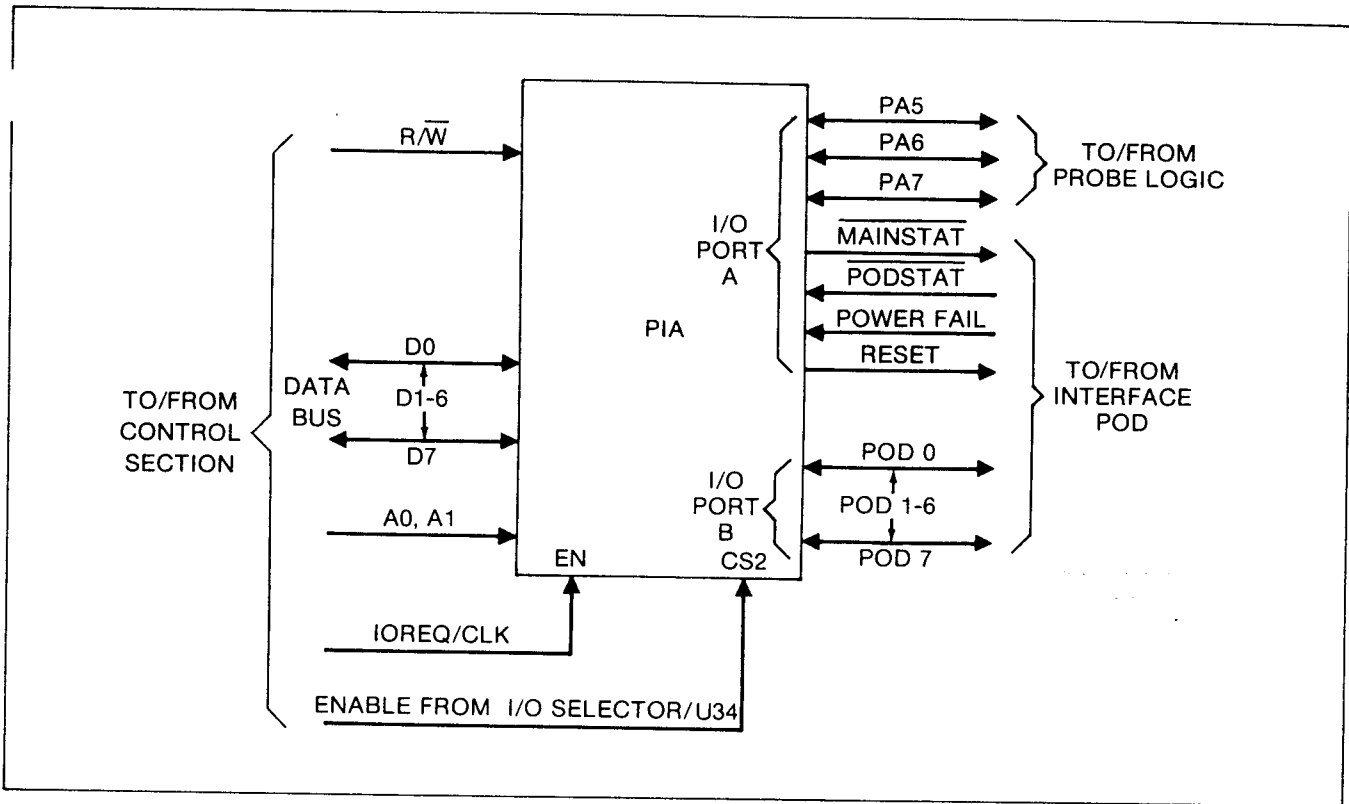 R/W̅
TO/FROM
CONTROL
SECTION
DATA
BUS
D0
D1-6
D7
A0, A1
IOREQ/CLK
ENABLE FROM I/O SELECTOR/U34
PIA
EN
CS2
I/O
PORT
A
I/O
PORT
B
PA5
PA6
PA7
M̅A̅I̅N̅S̅T̅A̅T̅
P̅O̅D̅S̅T̅A̅T̅
POWER FAIL
RESET
POD 0
POD 1-6
POD 7
TO/FROM
PROBE LOGIC
TO/FROM
INTERFACE
POD